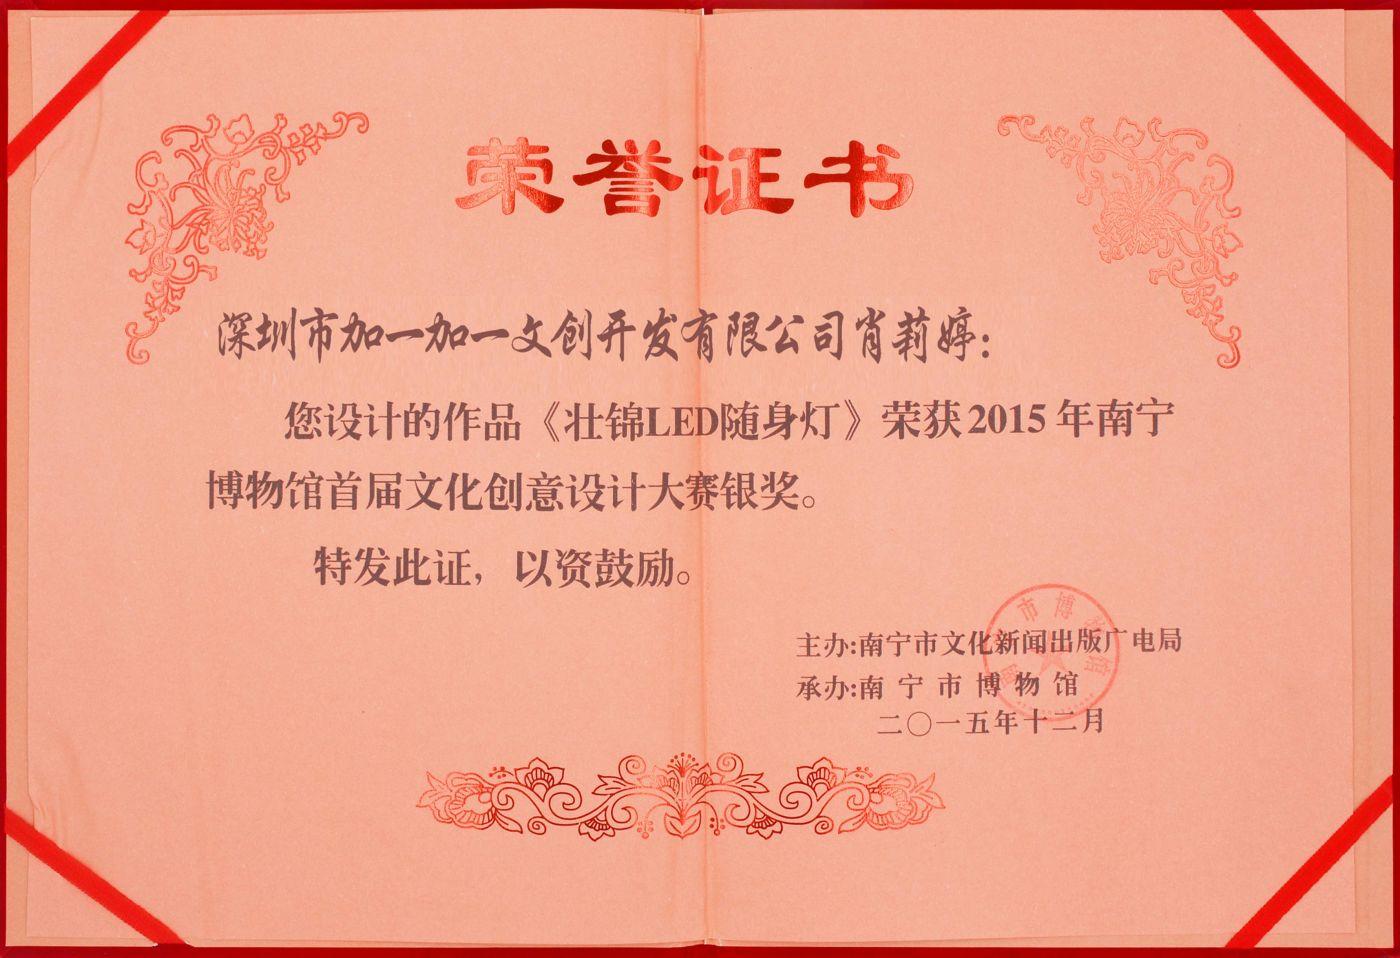 荣誉证书
深圳市加一加一文创开发有限公司肖莉婷：
您设计的作品《壮锦LED随身灯》荣获2015年南宁
博物馆首届文化创意设计大赛银奖。
特发此证，以资鼓励。
主办:南宁市文化新闻出版广电局
承办:南宁市博物馆
二〇一五年十二月
市博物馆